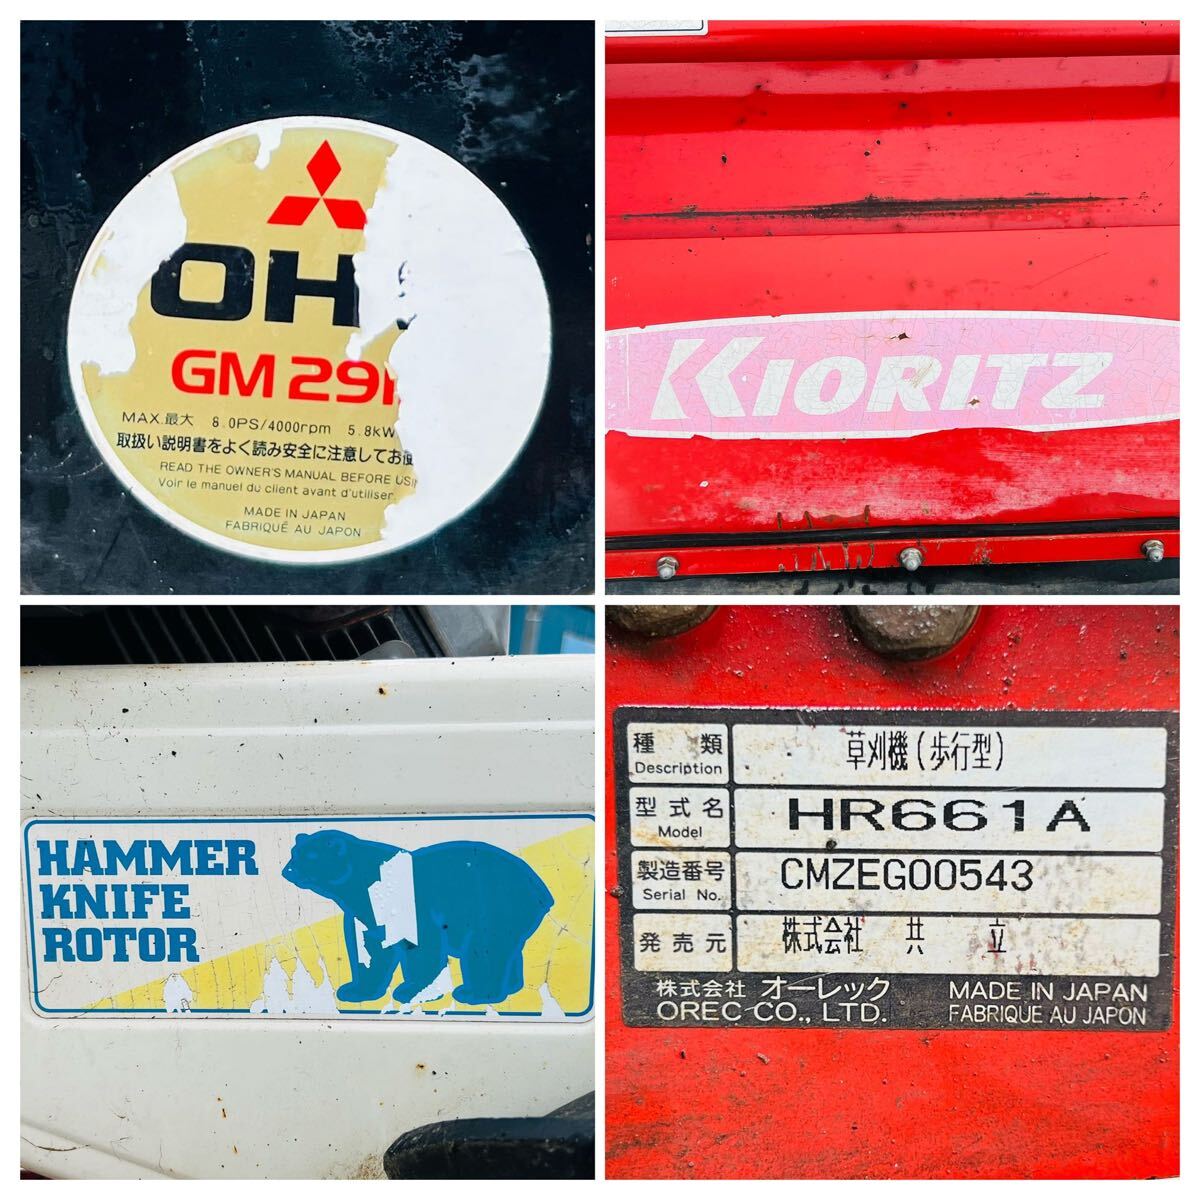 OH
GM 29
MAX.最大 8.0PS/4000rpm 5.8kW
取扱い説明書をよく読み安全に注意してお
READ THE OWNER'S MANUAL BEFORE
Voir le manuel du client avant d'utiliser.
MADE IN JAPAN
FABRIQUÉ AU JAPON
KIORITZ
HAMMER
KNIFE
ROTOR
種類 草刈機(歩行型)
Description
型式名 HR661A
Model
製造番号 CMZEG00543
Serial No.
発売元 株式会社 共立
株式会社 オーレック MADE IN JAPAN
OREC CO., LTD. FABRIQUE AU JAPON